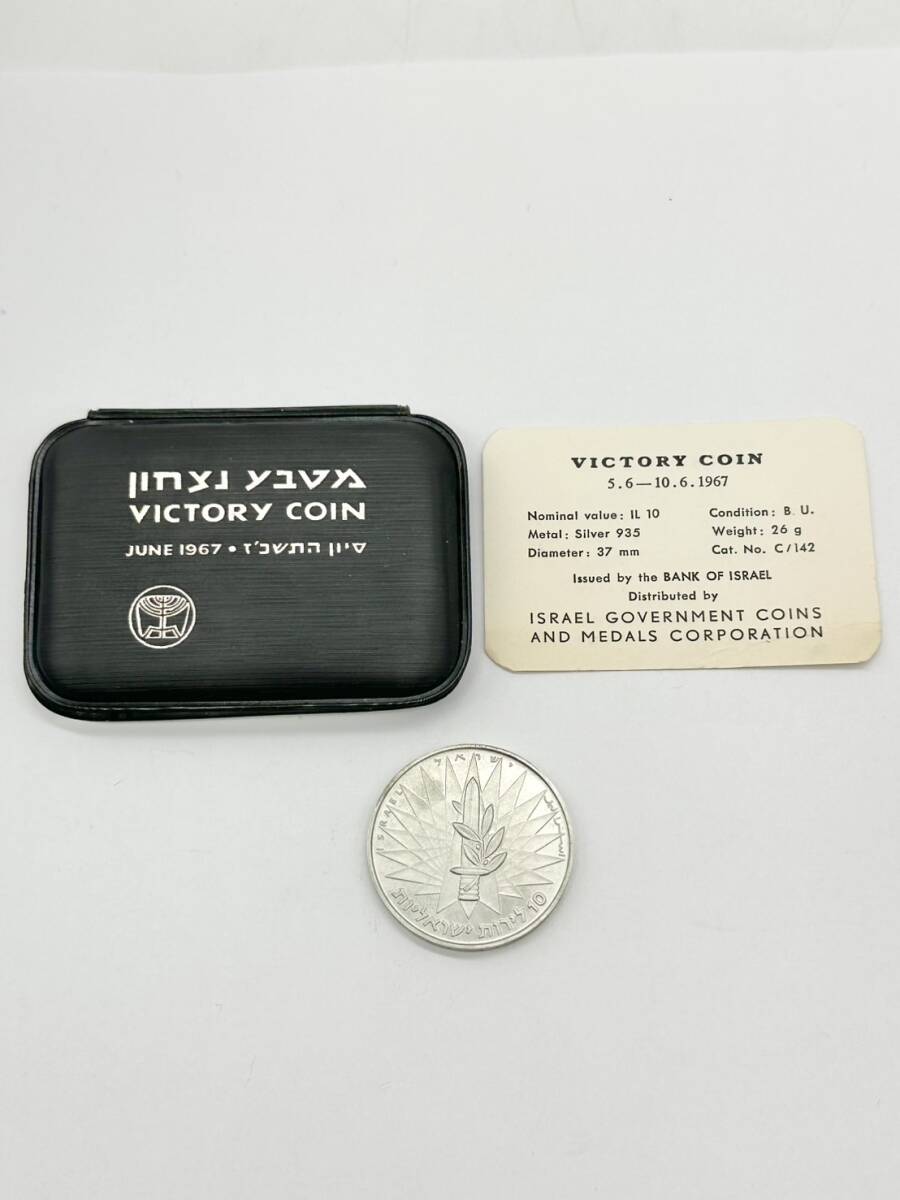 מטבע נצחון
VICTORY COIN
JUNE 1967 • סיון התשכ"ז
VICTORY COIN
5.6—10.6.1967
Nominal value: IL 10
Metal: Silver 935
Diameter: 37 mm
Condition: B. U.
Weight: 26 g
Cat. No. C/142
Issued by the BANK OF ISRAEL
Distributed by
ISRAEL GOVERNMENT COINS
AND MEDALS CORPORATION
ISRAEL
ישראל
إسرائيل
10 לירות ישראליות